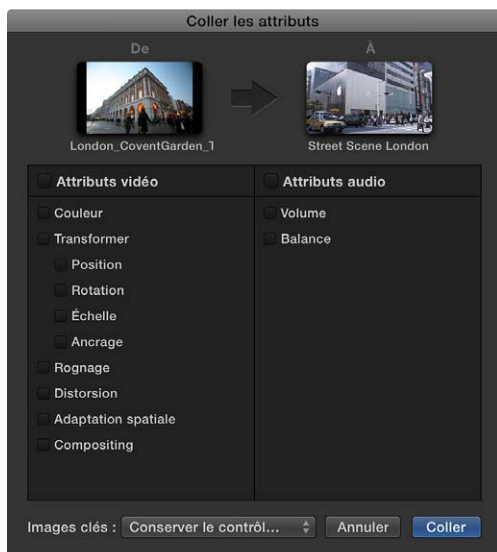 Coller les attributs
De
À
London_CoventGarden_1
Street Scene London
Attributs vidéo
Couleur
Transformer
Position
Rotation
Échelle
Ancrage
Rognage
Distorsion
Adaptation spatiale
Compositing
Attributs audio
Volume
Balance
Images clés : Conserver le contrôl... Annuler Coller